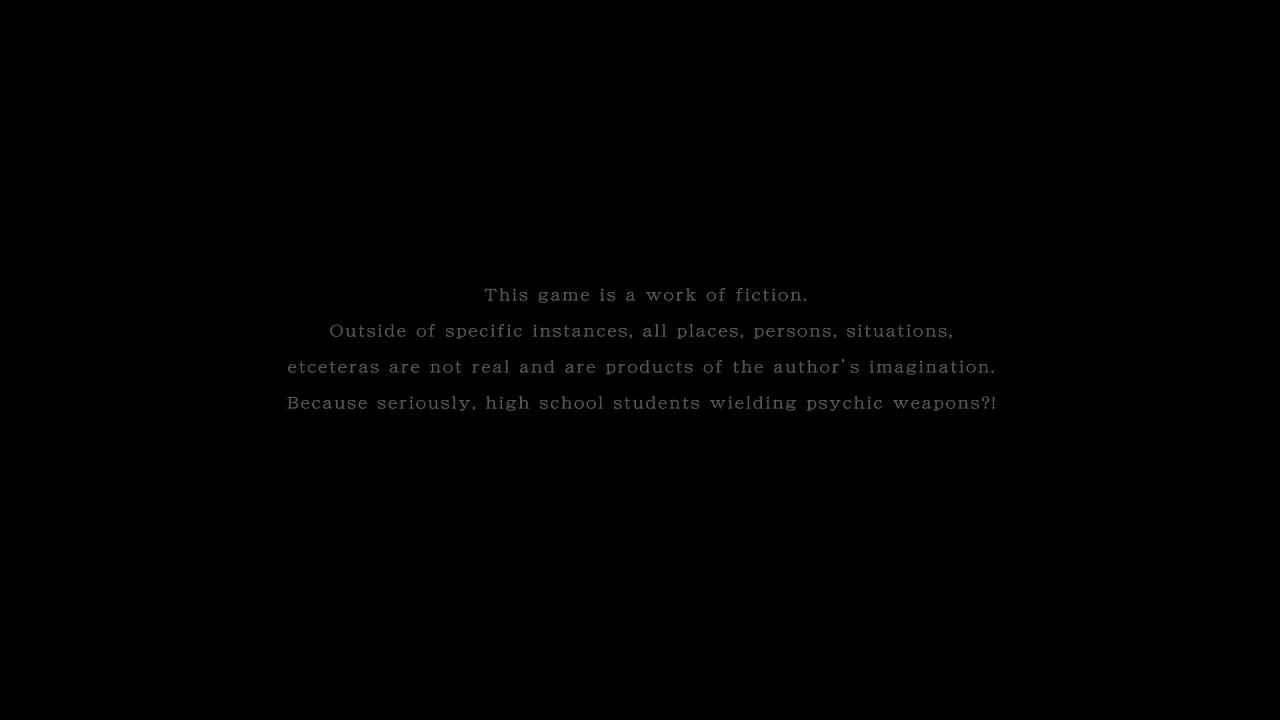 This game is a work of fiction.
Outside of specific instances, all places, persons, situations,
etceteras are not real and are products of the author's imagination.
Because seriously, high school students wielding psychic weapons?!